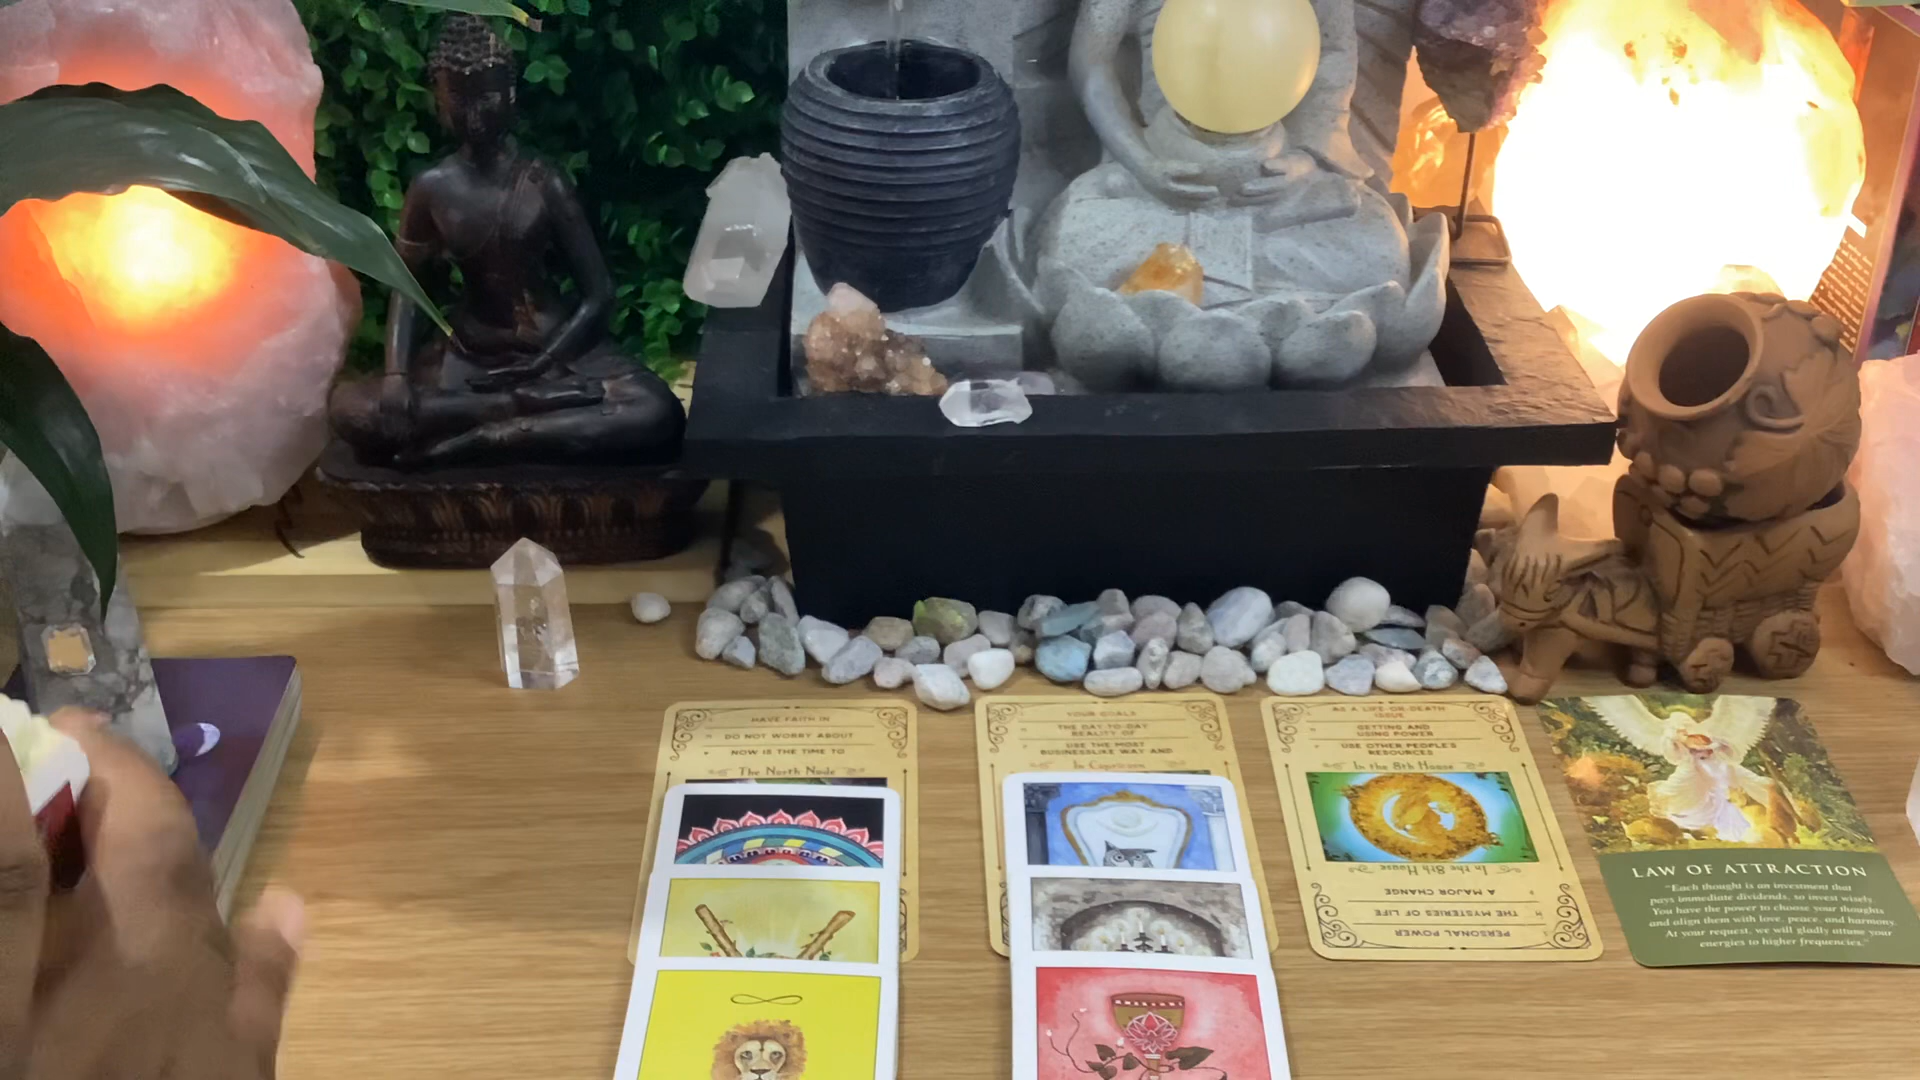 HAVE FAITH IN
DO NOT WORRY ABOUT
NOW IS THE TIME TO
The North Node
YOUR GOALS
THE DAY-TO-DAY
REALITY OF
USE THE MOST
BUSINESSLIKE WAY AND
In Capricorn
AS A LIFE-OR-DEATH
ISSUE
GETTING AND
USING POWER
USE OTHER PEOPLE'S
RESOURCES
In the 8th House
In the 8th House
A MAJOR CHANGE
THE MYSTERIES OF LIFE
PERSONAL POWER
LAW OF ATTRACTION
"Each thought is an investment that
pays immediate dividends, so invest wisely.
You have the power to choose your thoughts
and align them with love, peace, and harmony.
At your request, we will gladly attune your
energies to higher frequencies."